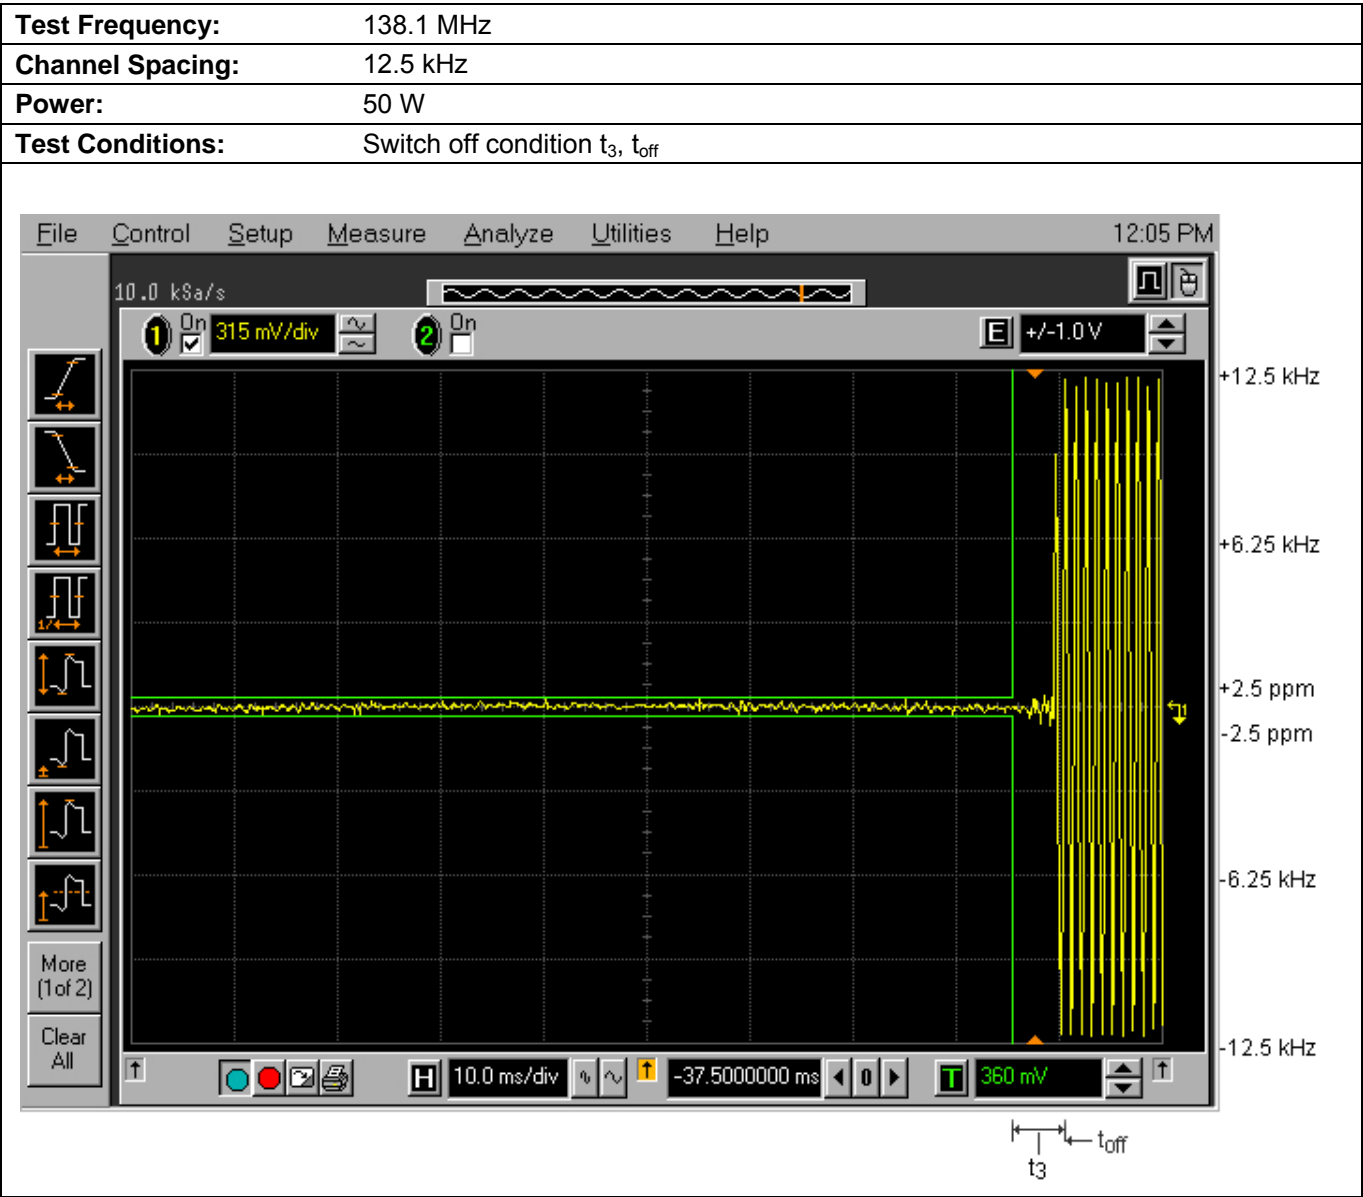 Test Frequency: 138.1 MHz
Channel Spacing: 12.5 kHz
Power: 50 W
Test Conditions: Switch off condition t3, toff
File Control Setup Measure Analyze Utilities Help 12:05 PM
10.0 kSa/s
1 On 315 mV/div 2 On E +/-1.0 V
+12.5 kHz
+6.25 kHz
1/
+2.5 ppm
1
-2.5 ppm
-6.25 kHz
More
(1of 2)
Clear
All
-12.5 kHz
H 10.0 ms/div -37.5000000 ms 0 T 360 mV
toff
t3